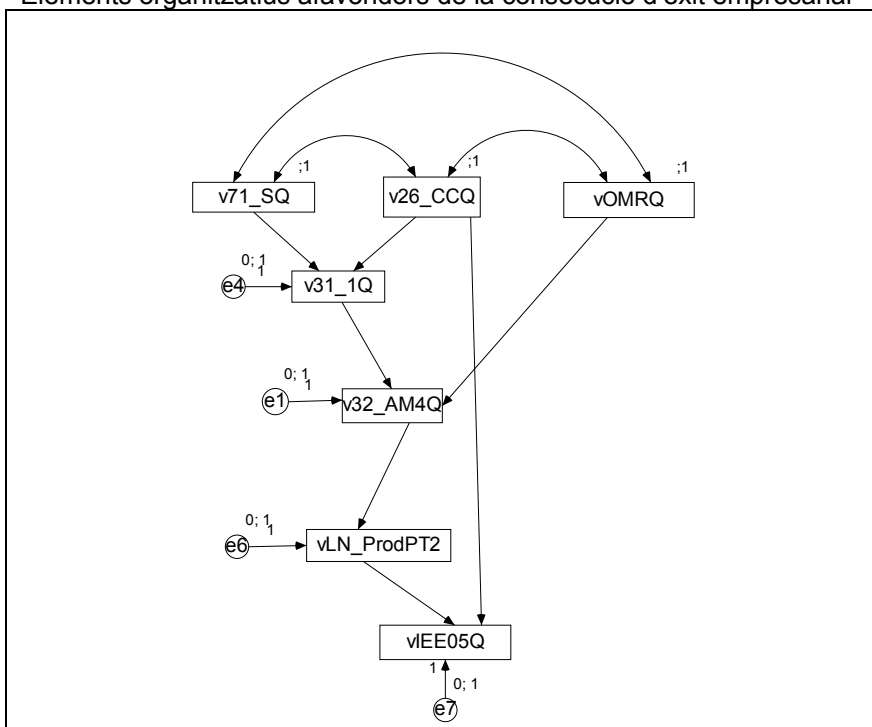 Elements organitzatius afavoridors de la consecució d'èxit empresarial
;1
;1
;1
v71_SQ
v26_CCQ
vOMRQ
0; 1
1
e4
v31_1Q
0; 1
1
e1
v32_AM4Q
0; 1
1
e6
vLN_ProdPT2
vIEE05Q
1
0; 1
e7